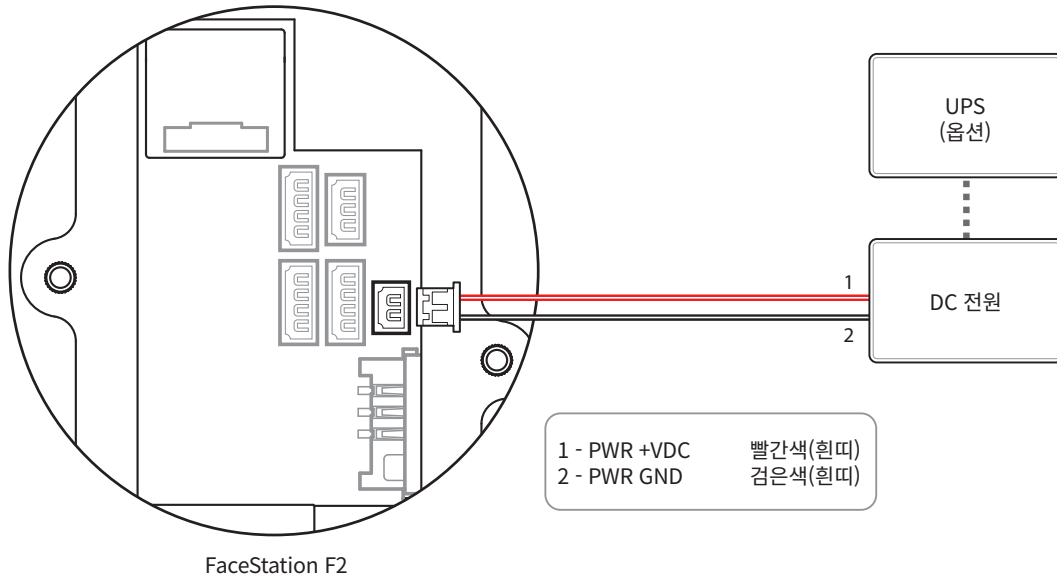 UPS
(옵션)
1
DC 전원
2
1 - PWR +VDC 빨간색(흰띠)
2 - PWR GND 검은색(흰띠)
FaceStation F2